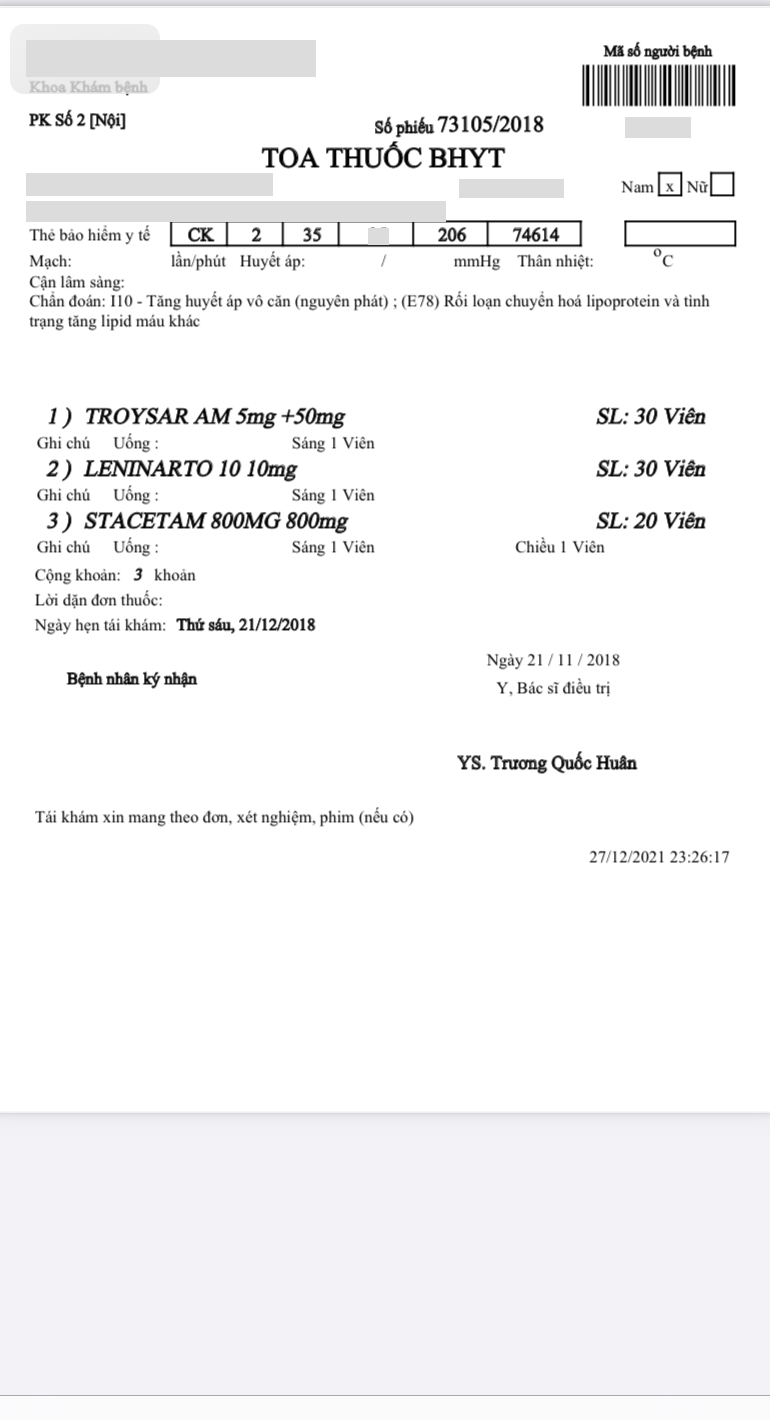 Mã số người bệnh
Khoa Khám bệnh
PK Số 2 [Nội]
Số phiếu 73105/2018
TOA THUỐC BHYT
Nam x Nữ
Thẻ bảo hiểm y tế CK 2 35 206 74614
Mạch: lần/phút Huyết áp: / mmHg Thân nhiệt: °C
Cận lâm sàng:
Chẩn đoán: I10 - Tăng huyết áp vô căn (nguyên phát) ; (E78) Rối loạn chuyển hoá lipoprotein và tình
trạng tăng lipid máu khác
1 ) TROYSAR AM 5mg +50mg SL: 30 Viên
Ghi chú Uống : Sáng 1 Viên
2 ) LENINARTO 10 10mg SL: 30 Viên
Ghi chú Uống : Sáng 1 Viên
3 ) STACETAM 800MG 800mg SL: 20 Viên
Ghi chú Uống : Sáng 1 Viên Chiều 1 Viên
Cộng khoản: 3 khoản
Lời dặn đơn thuốc:
Ngày hẹn tái khám: Thứ sáu, 21/12/2018
Ngày 21 / 11 / 2018
Bệnh nhân ký nhận
Y, Bác sĩ điều trị
YS. Trương Quốc Huân
Tái khám xin mang theo đơn, xét nghiệm, phim (nếu có)
27/12/2021 23:26:17